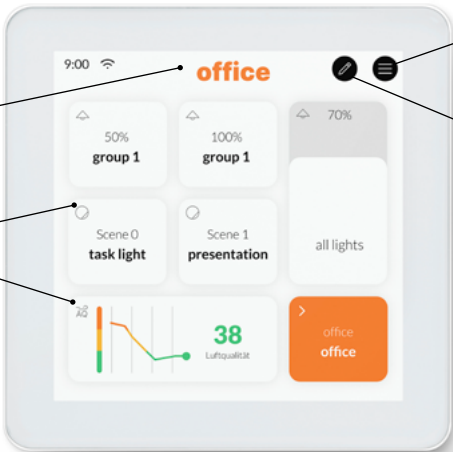 9:00
office
50%
group 1
100%
group 1
70%
all lights
Scene 0
task light
Scene 1
presentation
AQ
38
Luftqualität
office
office